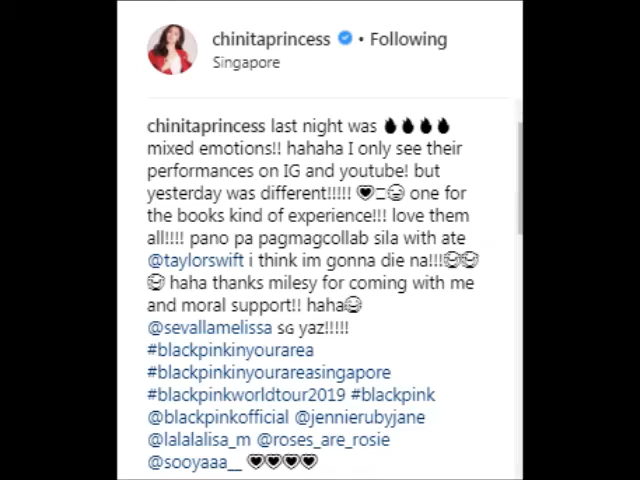 chinitaprincess • Following
Singapore
chinitaprincess last night was 🔥🔥🔥🔥
mixed emotions!! hahaha I only see their
performances on IG and youtube! but
yesterday was different!!!!! one for
the books kind of experience!!! love them
all!!!! pano pa pagmagcollab sila with ate
@taylorswift i think im gonna die na!!!
haha thanks milesy for coming with me
and moral support!! haha
@sevallamelissa sɢ yaz!!!!!
#blackpinkinyourarea
#blackpinkinyourareasingapore
#blackpinkworldtour2019 #blackpink
@blackpinkofficial @jennierubyjane
@lalalalisa_m @roses_are_rosie
@sooyaaa__